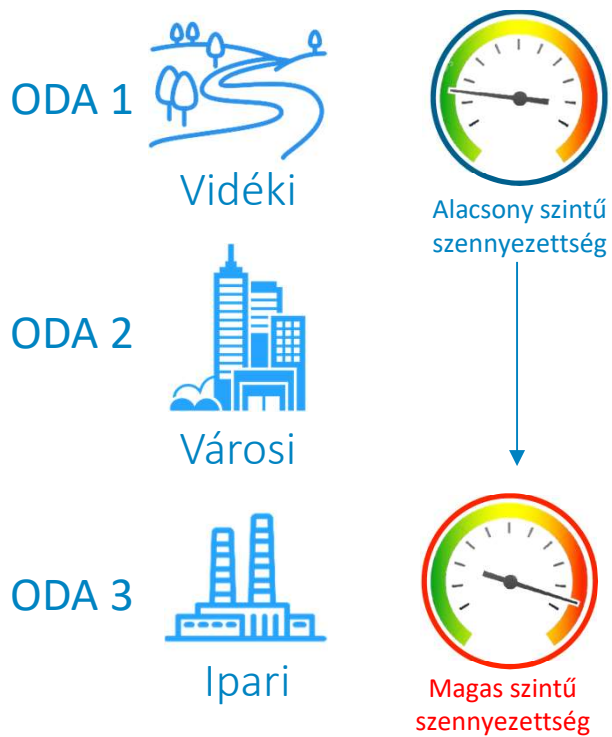 ODA 1
Vidéki
Alacsony szintű
szennyezettség
ODA 2
Városi
ODA 3
Ipari
Magas szintű
szennyezettség